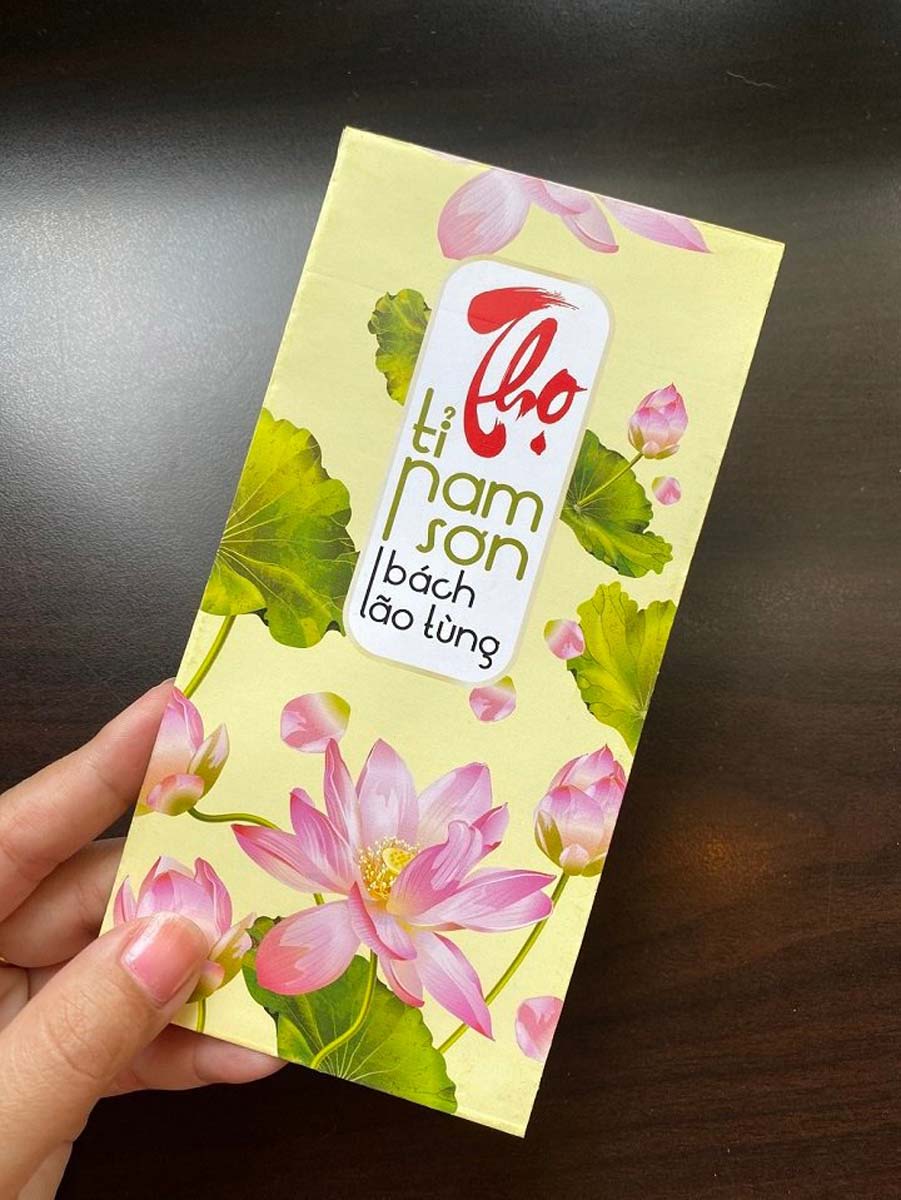 Thọ
tỉ
nam
sơn
bách
lão tùng